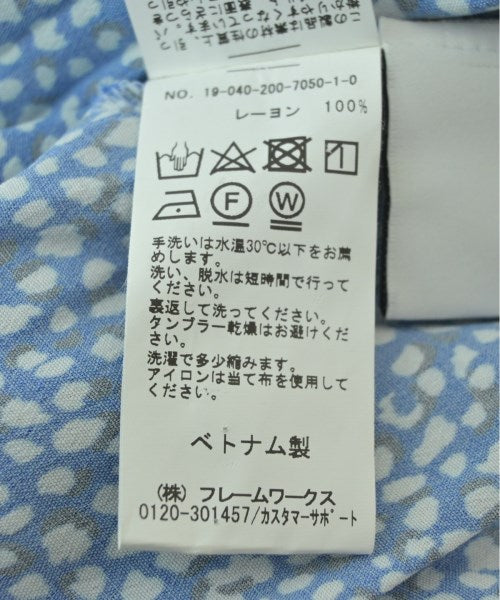 NO. 19-040-200-7050-1-0
レーヨン 100%
F W
手洗いは水温30℃以下をお薦
めします。
洗い、脱水は短時間で行って
ください。
裏返して洗ってください。
タンブラー乾燥はお避けくだ
さい。
洗濯で多少縮みます。
アイロンは当て布を使用して
ください。
ベトナム製
(株) フレームワークス
0120-301457/カスタマーサポート